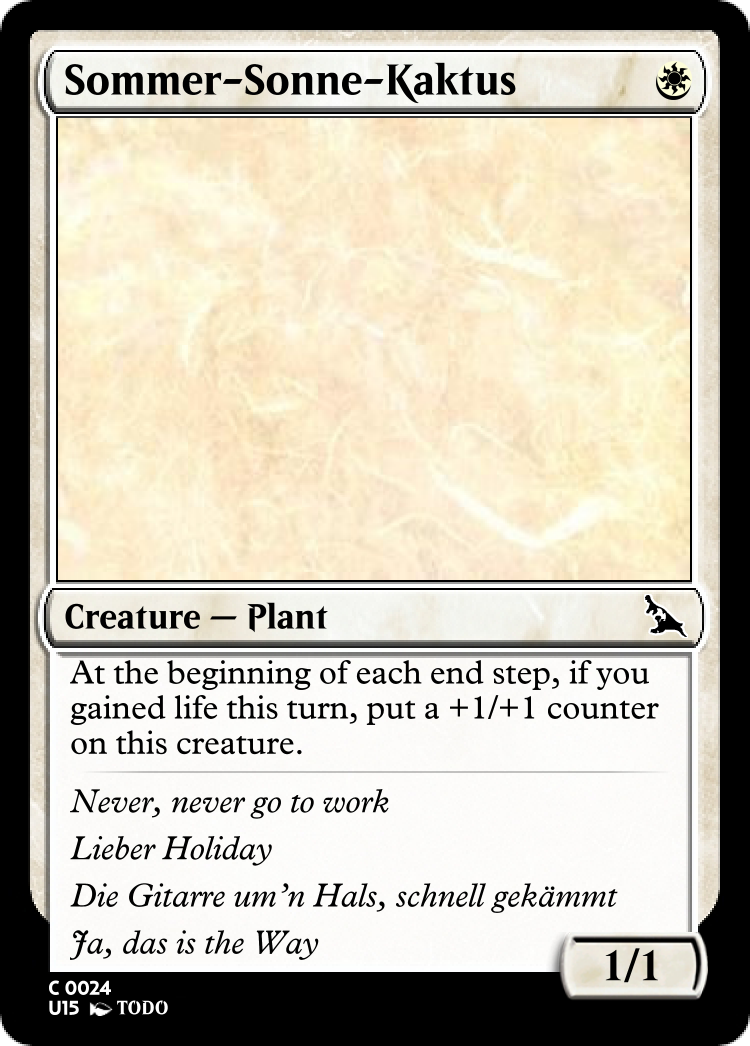 Sommer-Sonne-Kaktus
Creature — Plant
At the beginning of each end step, if you
gained life this turn, put a +1/+1 counter
on this creature.
Never, never go to work
Lieber Holiday
Die Gitarre um'n Hals, schnell gekämmt
Ja, das is the Way
1/1
C 0024
U15 TODO